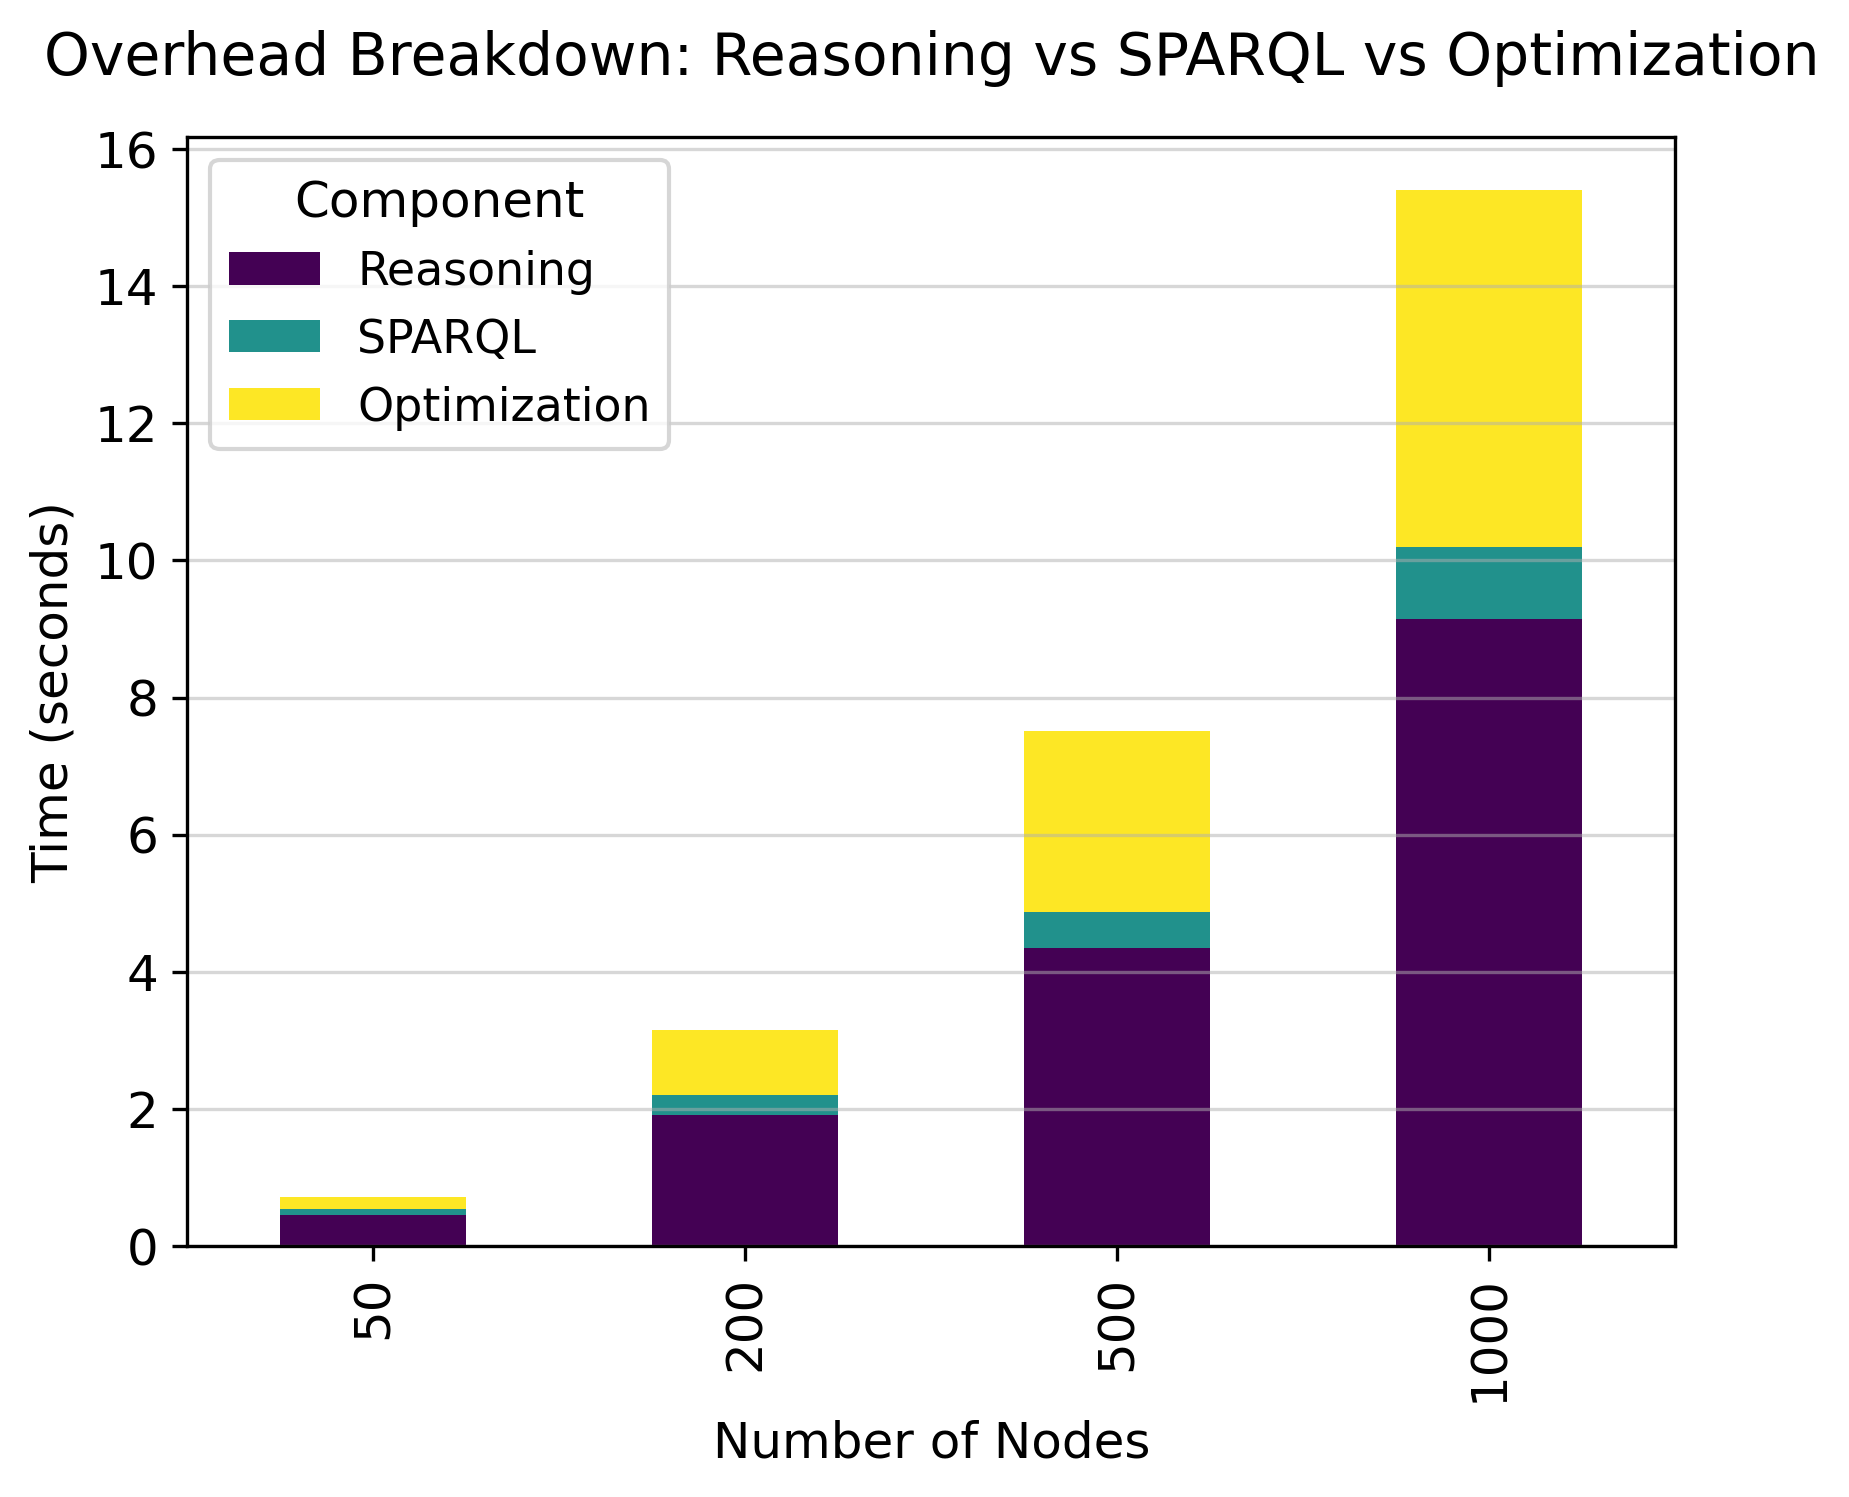 Overhead Breakdown: Reasoning vs SPARQL vs Optimization
16
14
12
10
8
6
4
2
0
Time (seconds)
Component
Reasoning
SPARQL
Optimization
50
200
500
1000
Number of Nodes